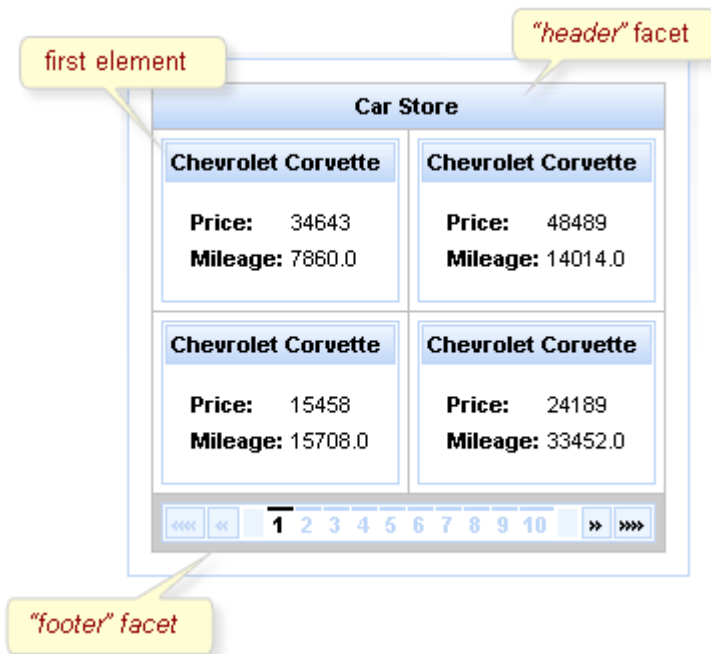 "header" facet
first element
Car Store
Chevrolet Corvette
Price: 34643
Mileage: 7860.0
Chevrolet Corvette
Price: 48489
Mileage: 14014.0
Chevrolet Corvette
Price: 15458
Mileage: 15708.0
Chevrolet Corvette
Price: 24189
Mileage: 33452.0
«« « 1 2 3 4 5 6 7 8 9 10 » »»
"footer" facet